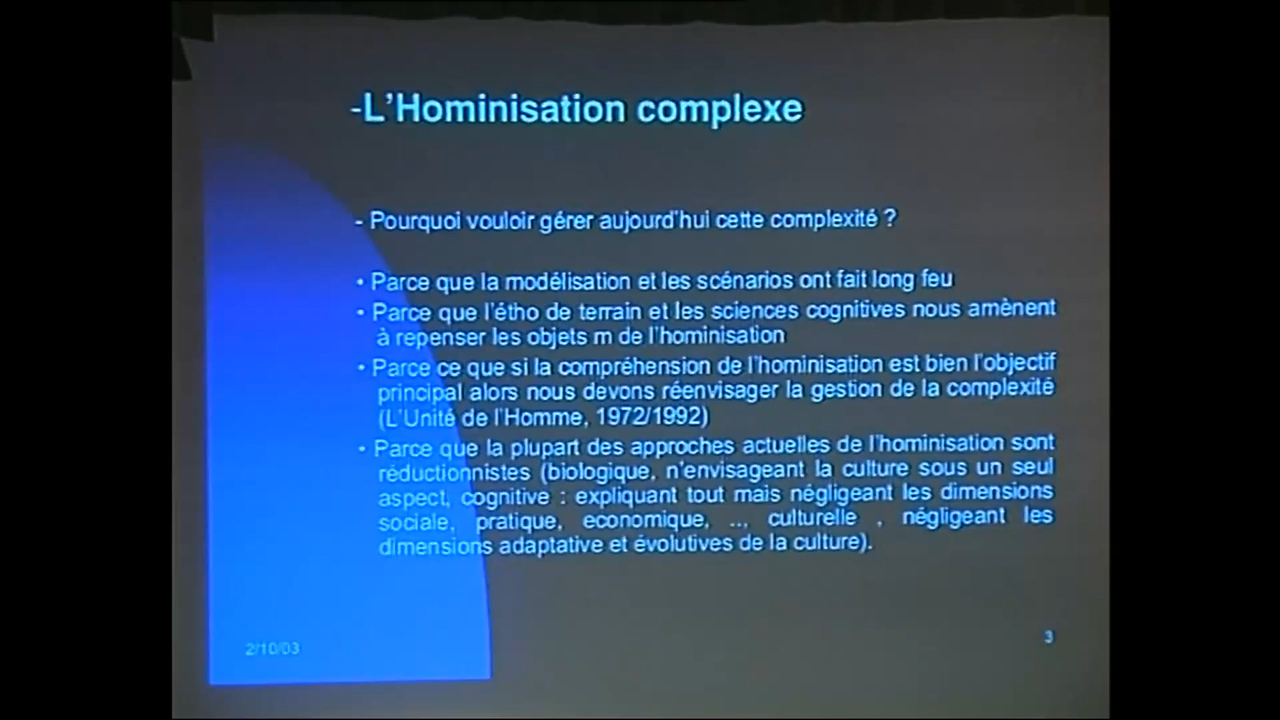 -L'Hominisation complexe
- Pourquoi vouloir gérer aujourd'hui cette complexité ?
• Parce que la modélisation et les scénarios ont fait long feu
• Parce que l'étho de terrain et les sciences cognitives nous amènent
à repenser les objets m de l'hominisation
• Parce ce que si la compréhension de l'hominisation est bien l'objectif
principal alors nous devons réenvisager la gestion de la complexité
(L'Unité de l'Homme, 1972/1992)
• Parce que la plupart des approches actuelles de l'hominisation sont
réductionnistes (biologique, n'envisageant la culture sous un seul
aspect, cognitive : expliquant tout mais négligeant les dimensions
sociale, pratique, economique, .., culturelle , négligeant les
dimensions adaptative et évolutives de la culture).
2/10/03
3